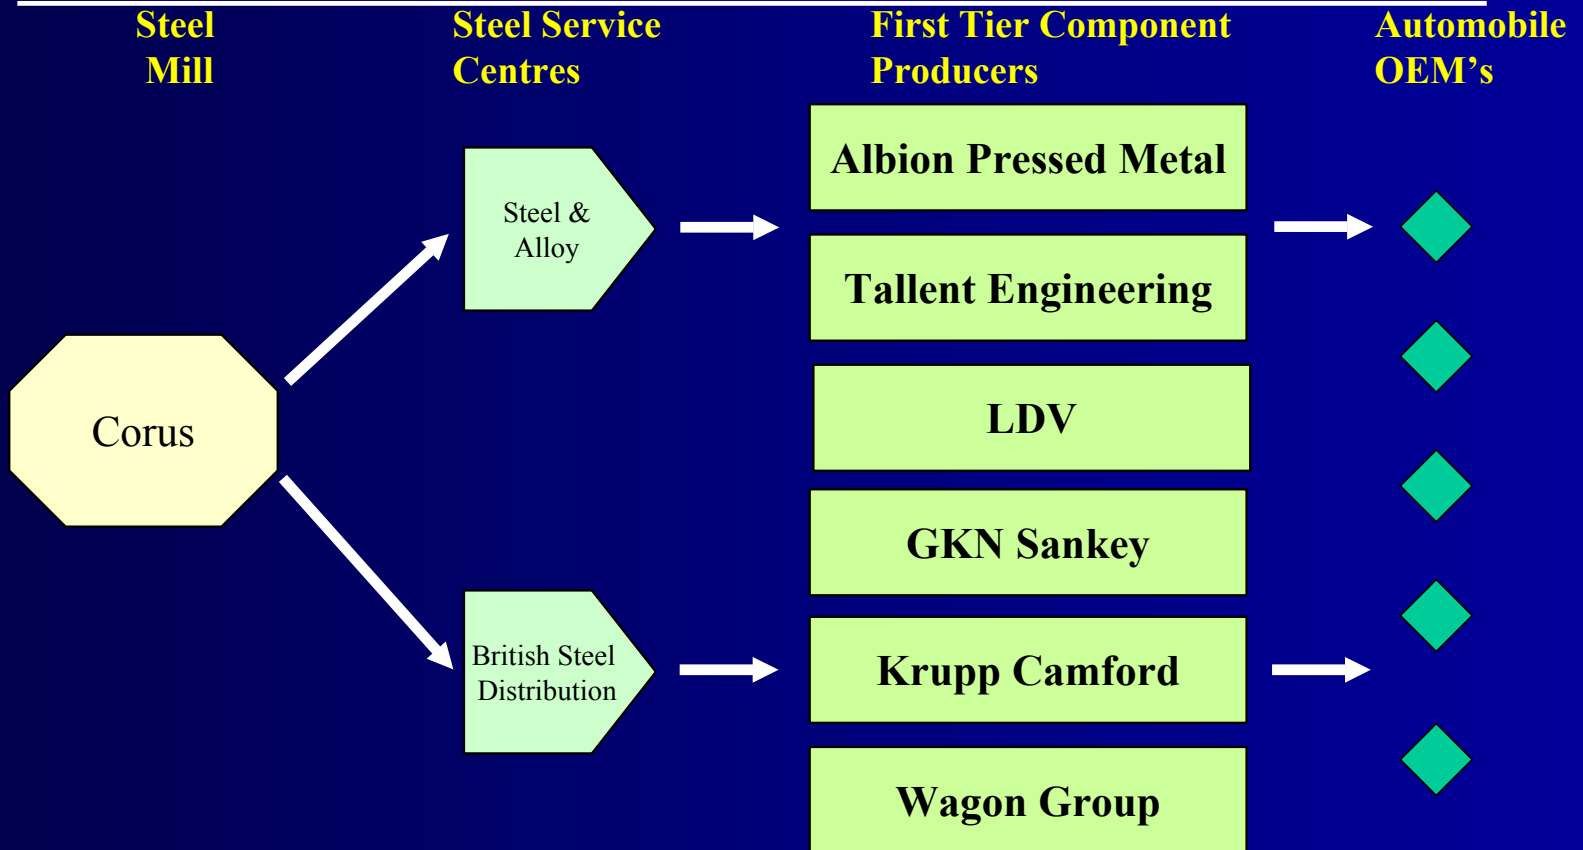 Steel
Mill
Steel Service
Centres
First Tier Component
Producers
Automobile
OEM’s
Corus
Steel &
Alloy
British Steel
Distribution
Albion Pressed Metal
Tallent Engineering
LDV
GKN Sankey
Krupp Camford
Wagon Group